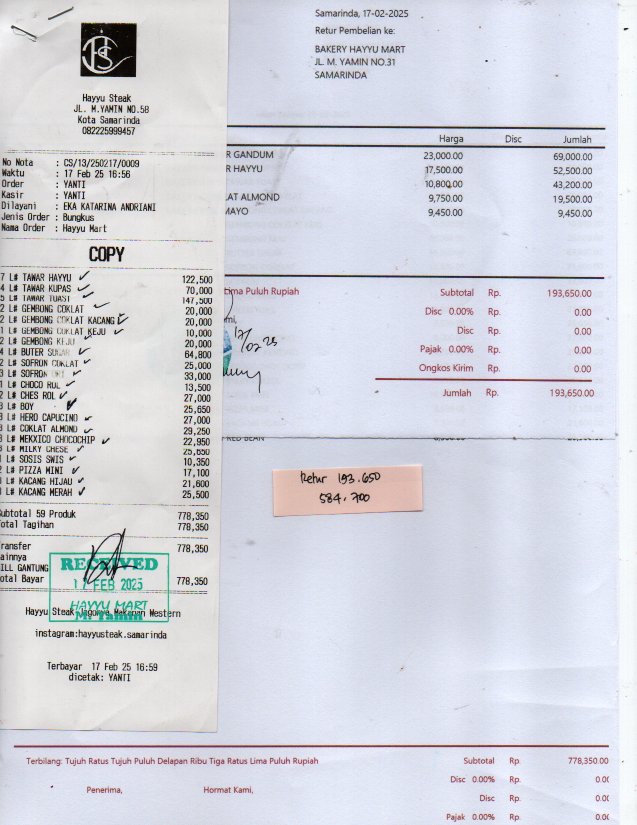 Hayyu Steak
JL. M.YAMIN NO.5B
Kota Samarinda
082225999457
No Nota : CS/13/250217/0009
Waktu : 17 Feb 25 16:56
Order : YANTI
Kasir : YANTI
Dilayani : EKA KATARINA ANDRIANI
Jenis Order : Bungkus
Nama Order : Hayyu Mart
COPY
7 L# TAWAR HAYYU 122,500
4 L# TAWAR KUPAS 70,000
5 L# TAWAR TOAST 147,500
2 L# GEMBONG COKLAT 20,000
2 L# GEMBONG COKLAT KACANG 20,000
L# GEMBONG COKLAT KEJU 10,000
2 L# GEMBONG KEJU 20,000
4 L# BUTER SUGAR 64,800
2 L# SOFRON COKLAT 25,000
3 L# SOFRON 33,000
L# CHOCO ROL 13,500
2 L# CHES ROL 27,000
3 L# BOY 25,650
L# HERO CAPUCINO 27,000
L# COKLAT ALMOND 29,250
L# MEXXICO CHOCOCHIP 22,950
L# MILKY CHESE 25,650
L# SOSIS SWIS 10,350
L# PIZZA MINI 17,100
L# KACANG HIJAU 21,600
L# KACANG MERAH 25,500
ubtotal 59 Produk 778,350
otal Tagihan 778,350
ransfer 778,350
ainnya
ILL GANTUNG
otal Bayar 778,350
RECEIVED
17 FEB 2025
HAYYU MART
M. Yamin
Hayyu Steak Jagonya Makanan Western
instagram:hayyusteak.samarinda
Terbayar 17 Feb 25 16:59
dicetak: YANTI
Samarinda, 17-02-2025
Retur Pembelian ke:
BAKERY HAYYU MART
JL. M. YAMIN NO.31
SAMARINDA
Harga Disc Jumlah
R GANDUM 23,000.00 69,000.00
R HAYYU 17,500.00 52,500.00
10,800.00 43,200.00
LAT ALMOND 9,750.00 19,500.00
MAYO 9,450.00 9,450.00
Lima Puluh Rupiah
Subtotal Rp. 193,650.00
Disc 0.00% Rp. 0.00
Disc Rp. 0.00
Pajak 0.00% Rp. 0.00
Ongkos Kirim Rp. 0.00
Jumlah Rp. 193,650.00
mi,
17/02 25
RED BEAN
Retur 193.650
584.700
Terbilang: Tujuh Ratus Tujuh Puluh Delapan Ribu Tiga Ratus Lima Puluh Rupiah
Penerima, Hormat Kami,
Subtotal Rp. 778,350.00
Disc 0.00% Rp. 0.00
Disc Rp. 0.00
Pajak 0.00% Rp. 0.00